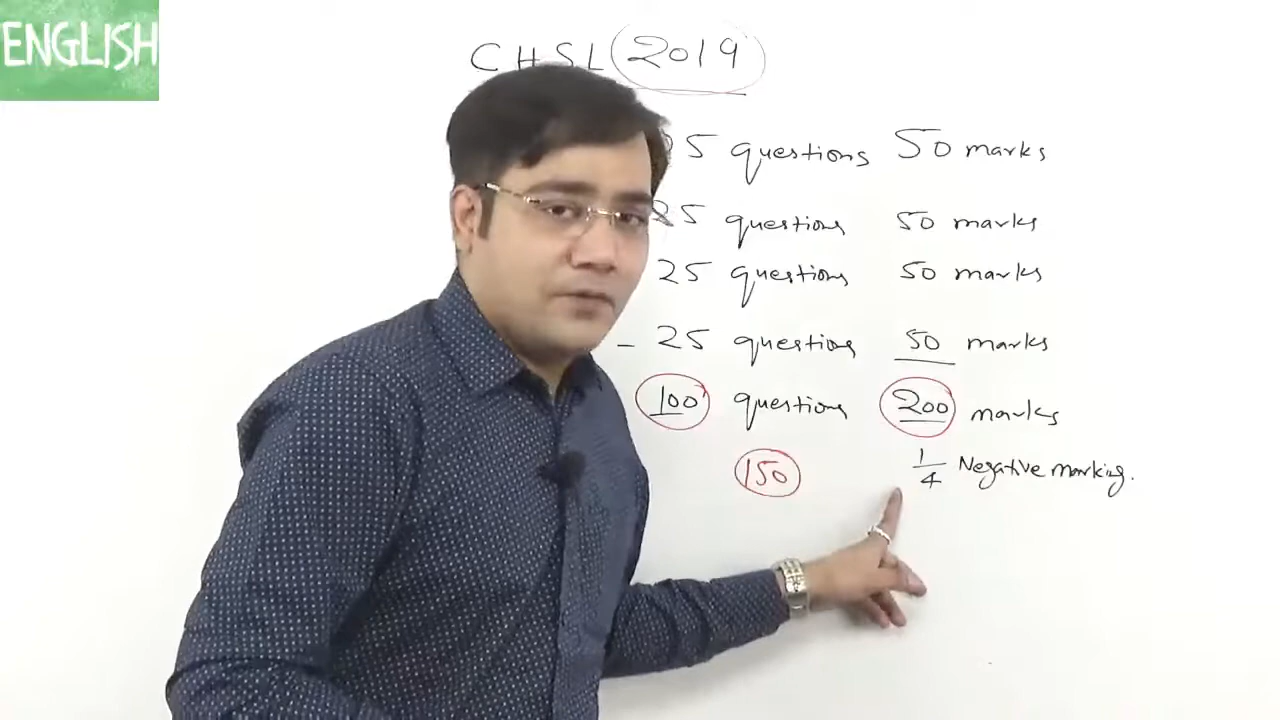 ENGLISH
CHSL 2019
25 questions 50 marks
25 questions 50 marks
25 questions 50 marks
- 25 questions 50 marks
100 questions 200 marks
150 1/4 Negative marking.